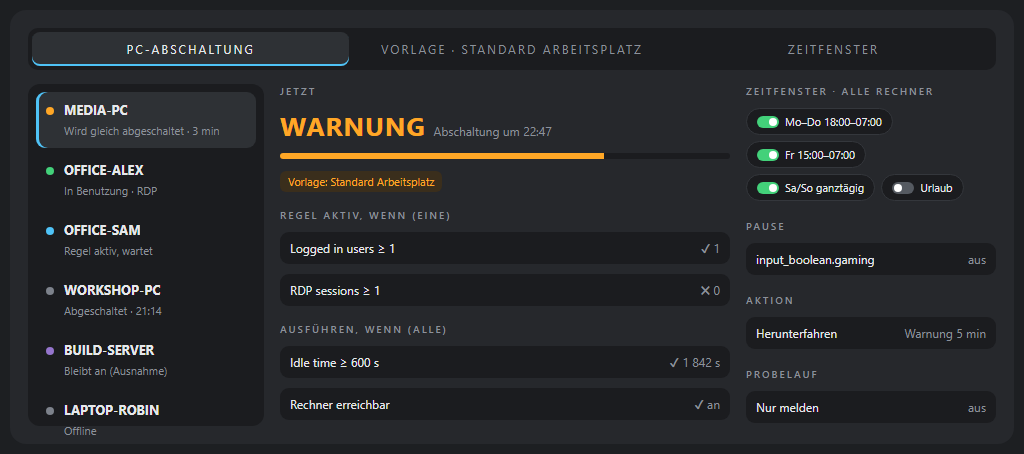 PC-ABSCHALTUNG
VORLAGE · STANDARD ARBEITSPLATZ
ZEITFENSTER
MEDIA-PC
Wird gleich abgeschaltet · 3 min
OFFICE-ALEX
In Benutzung · RDP
OFFICE-SAM
Regel aktiv, wartet
WORKSHOP-PC
Abgeschaltet · 21:14
BUILD-SERVER
Bleibt an (Ausnahme)
LAPTOP-ROBIN
Offline
JETZT
WARNUNG Abschaltung um 22:47
Vorlage: Standard Arbeitsplatz
REGEL AKTIV, WENN (EINE)
Logged in users ≥ 1 ✓ 1
RDP sessions ≥ 1 ✕ 0
AUSFÜHREN, WENN (ALLE)
Idle time ≥ 600 s ✓ 1 842 s
Rechner erreichbar ✓ an
ZEITFENSTER · ALLE RECHNER
Mo–Do 18:00–07:00
Fr 15:00–07:00
Sa/So ganztägig Urlaub
PAUSE
input_boolean.gaming aus
AKTION
Herunterfahren Warnung 5 min
PROBELAUF
Nur melden aus